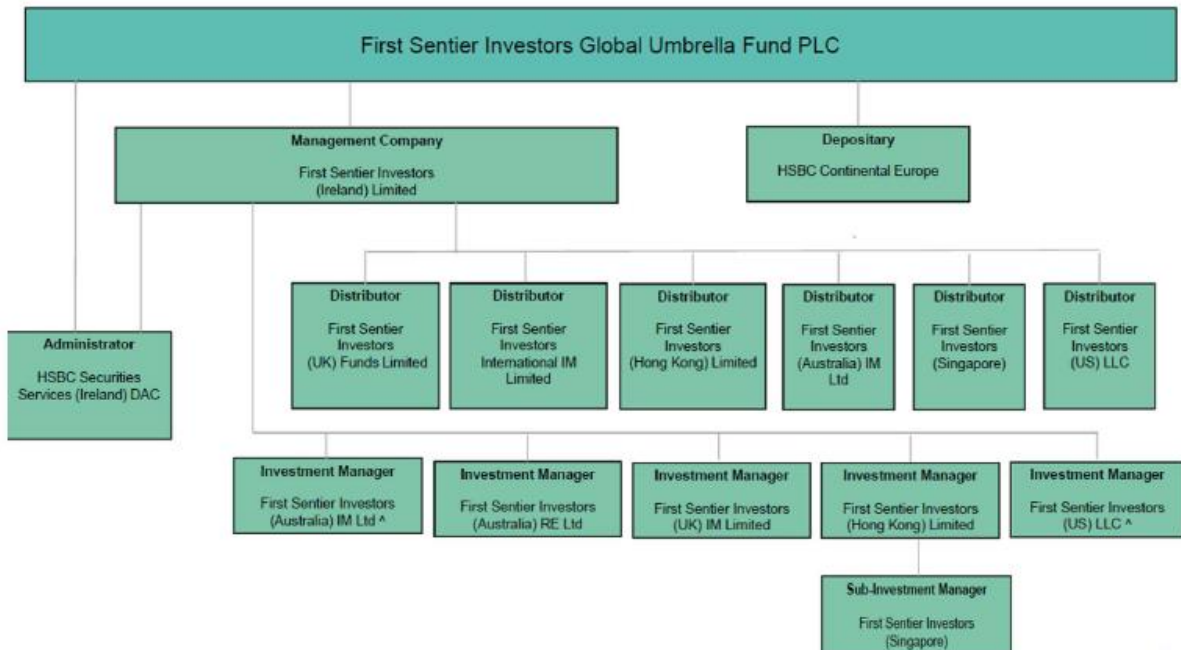 First Sentier Investors Global Umbrella Fund PLC
Management Company
First Sentier Investors
(Ireland) Limited
Depositary
HSBC Continental Europe
Distributor
First Sentier
Investors
(UK) Funds Limited
Distributor
First Sentier
Investors
International IM
Limited
Distributor
First Sentier
Investors
(Hong Kong) Limited
Distributor
First Sentier
Investors
(Australia) IM
Ltd
Distributor
First Sentier
Investors
(Singapore)
Distributor
First Sentier
Investors
(US) LLC
Administrator
HSBC Securities
Services (Ireland) DAC
Investment Manager
First Sentier Investors
(Australia) IM Ltd ^
Investment Manager
First Sentier Investors
(Australia) RE Ltd
Investment Manager
First Sentier Investors
(UK) IM Limited
Investment Manager
First Sentier Investors
(Hong Kong) Limited
Investment Manager
First Sentier Investors
(US) LLC ^
Sub-Investment Manager
First Sentier Investors
(Singapore)